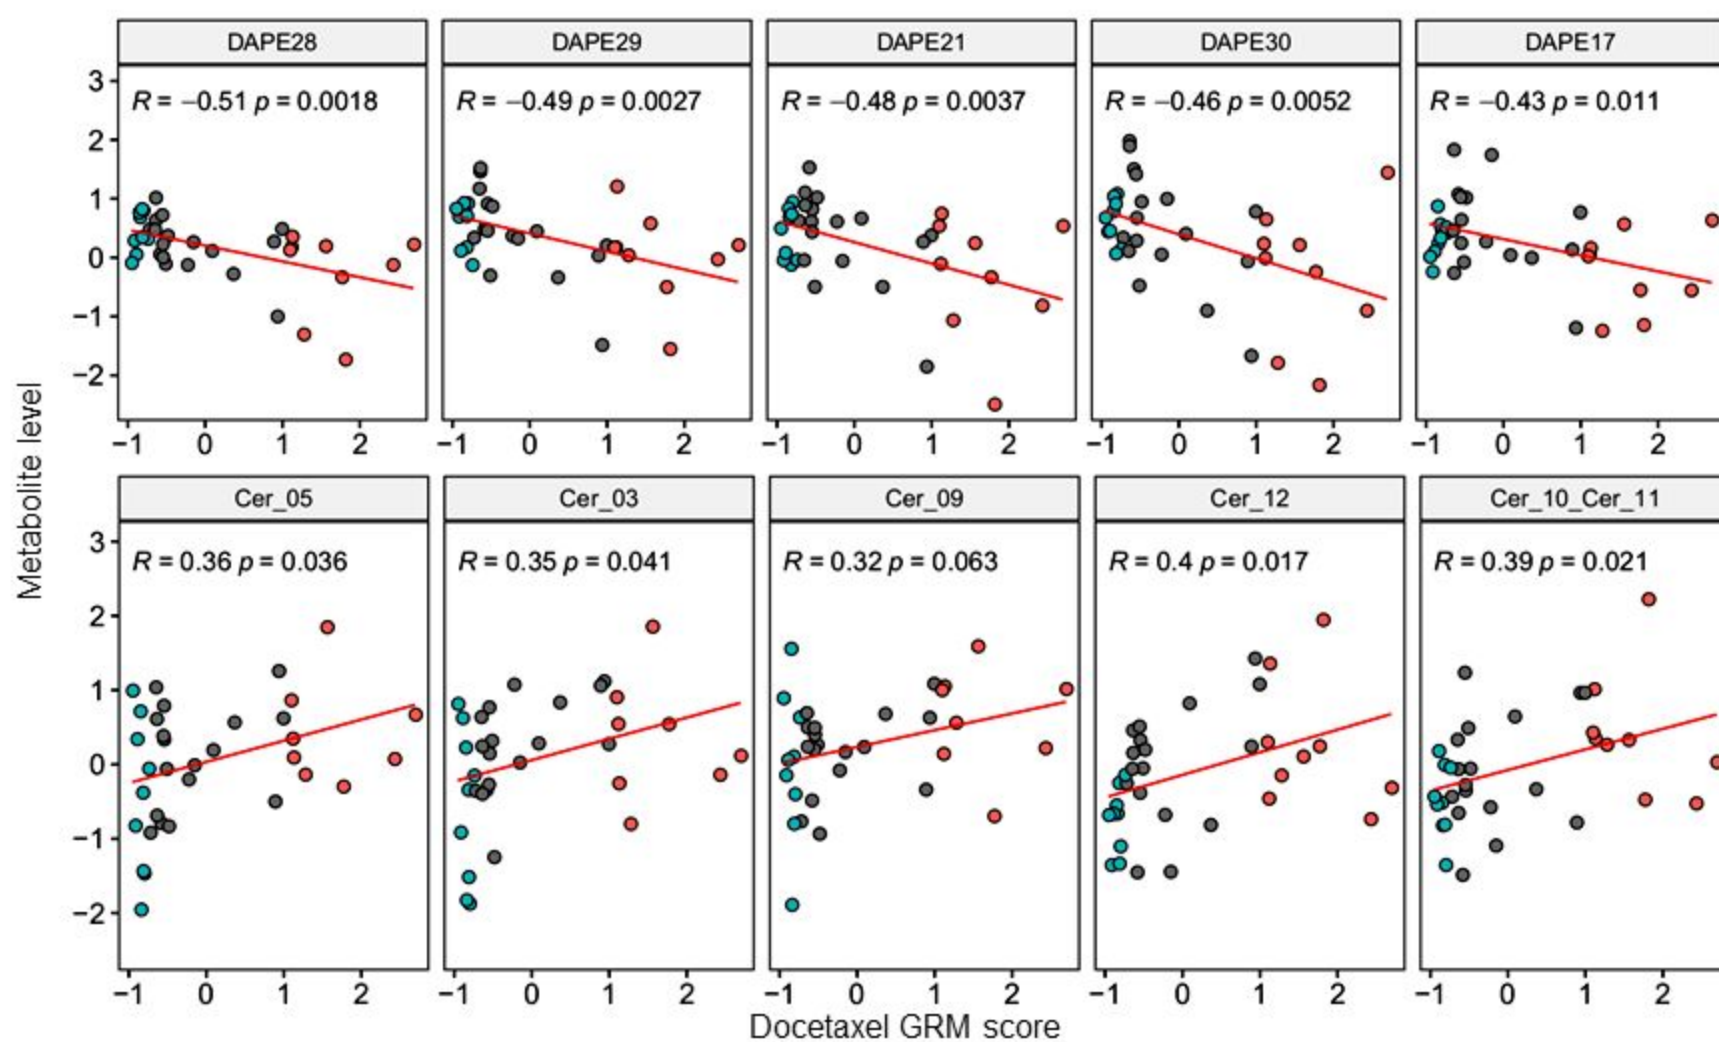 DAPE28 DAPE29 DAPE21 DAPE30 DAPE17
R = −0.51 p = 0.0018 R = −0.49 p = 0.0027 R = −0.48 p = 0.0037 R = −0.46 p = 0.0052 R = −0.43 p = 0.011
3
2
1
0
−1
−2
−1 0 1 2 −1 0 1 2 −1 0 1 2 −1 0 1 2 −1 0 1 2
Metabolite level
Cer_05 Cer_03 Cer_09 Cer_12 Cer_10_Cer_11
R = 0.36 p = 0.036 R = 0.35 p = 0.041 R = 0.32 p = 0.063 R = 0.4 p = 0.017 R = 0.39 p = 0.021
3
2
1
0
−1
−2
−1 0 1 2 −1 0 1 2 −1 0 1 2 −1 0 1 2 −1 0 1 2
Docetaxel GRM score